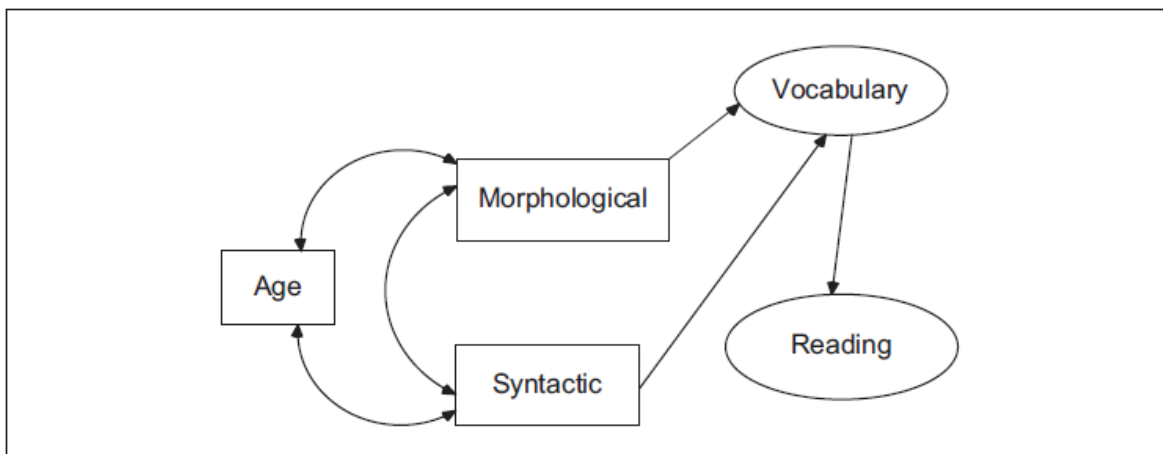 Vocabulary
Morphological
Age
Reading
Syntactic